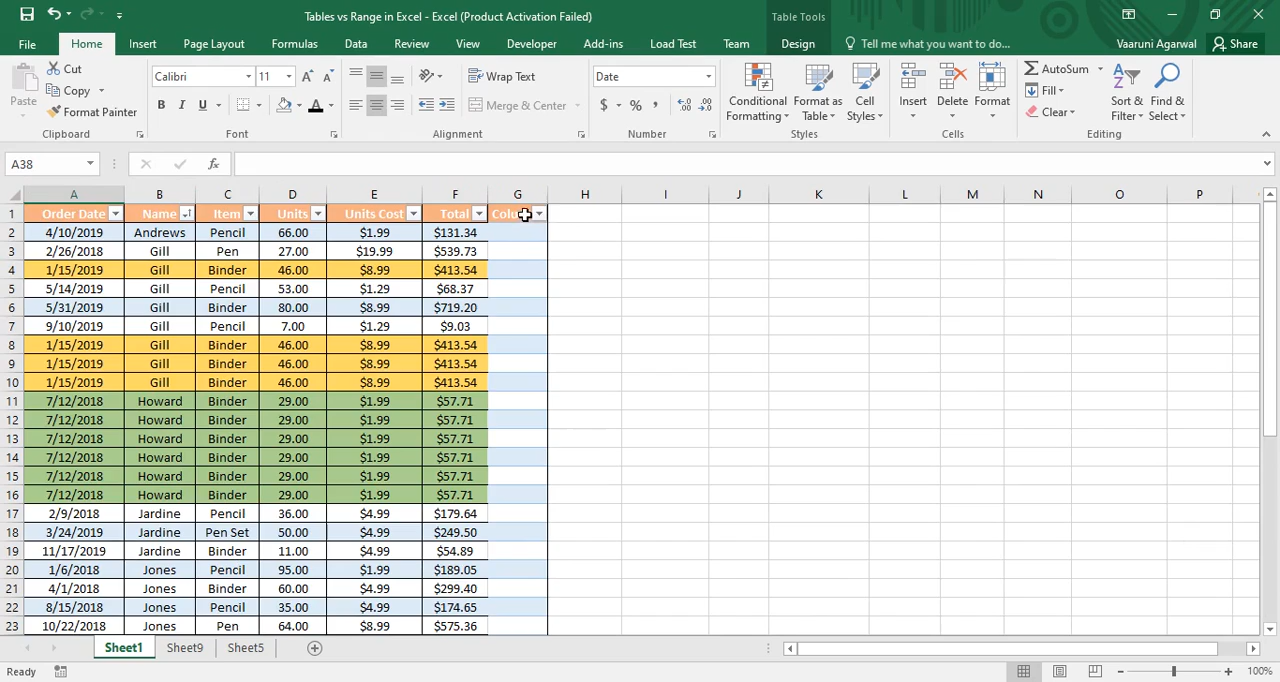 Tables vs Range in Excel - Excel (Product Activation Failed)
Table Tools
File Home Insert Page Layout Formulas Data Review View Developer Add-ins Load Test Team Design Tell me what you want to do... Vaaruni Agarwal Share
Paste
Cut
Copy
Format Painter
Calibri 11
B I U
Wrap Text
Merge & Center
Date
$ % ,
Conditional Formatting
Format as Table
Cell Styles
Insert Delete Format
AutoSum
Fill
Clear
Sort & Filter
Find & Select
Clipboard Font Alignment Number Styles Cells Editing
A38 fx
A B C D E F G H I J K L M N O P
1 Order Date Name Item Units Units Cost Total Colu
2 4/10/2019 Andrews Pencil 66.00 $1.99 $131.34
3 2/26/2018 Gill Pen 27.00 $19.99 $539.73
4 1/15/2019 Gill Binder 46.00 $8.99 $413.54
5 5/14/2019 Gill Pencil 53.00 $1.29 $68.37
6 5/31/2019 Gill Binder 80.00 $8.99 $719.20
7 9/10/2019 Gill Pencil 7.00 $1.29 $9.03
8 1/15/2019 Gill Binder 46.00 $8.99 $413.54
9 1/15/2019 Gill Binder 46.00 $8.99 $413.54
10 1/15/2019 Gill Binder 46.00 $8.99 $413.54
11 7/12/2018 Howard Binder 29.00 $1.99 $57.71
12 7/12/2018 Howard Binder 29.00 $1.99 $57.71
13 7/12/2018 Howard Binder 29.00 $1.99 $57.71
14 7/12/2018 Howard Binder 29.00 $1.99 $57.71
15 7/12/2018 Howard Binder 29.00 $1.99 $57.71
16 7/12/2018 Howard Binder 29.00 $1.99 $57.71
17 2/9/2018 Jardine Pencil 36.00 $4.99 $179.64
18 3/24/2019 Jardine Pen Set 50.00 $4.99 $249.50
19 11/17/2019 Jardine Binder 11.00 $4.99 $54.89
20 1/6/2018 Jones Pencil 95.00 $1.99 $189.05
21 4/1/2018 Jones Binder 60.00 $4.99 $299.40
22 8/15/2018 Jones Pencil 35.00 $4.99 $174.65
23 10/22/2018 Jones Pen 64.00 $8.99 $575.36
Sheet1 Sheet9 Sheet5
Ready 100%